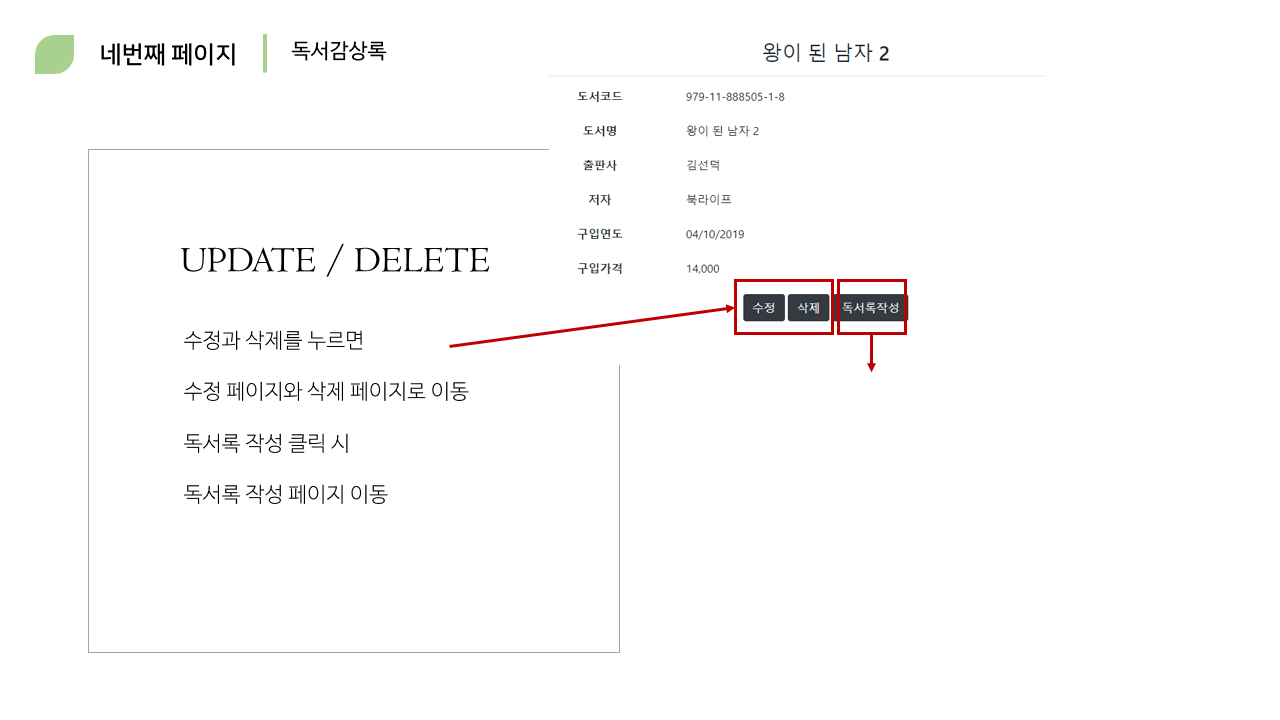 네번째 페이지
독서감상록
왕이 된 남자 2
도서코드 979-11-888505-1-8
도서명 왕이 된 남자 2
출판사 김선덕
저자 북라이프
구입연도 04/10/2019
구입가격 14,000
수정 삭제 독서록작성
UPDATE / DELETE
수정과 삭제를 누르면
수정 페이지와 삭제 페이지로 이동
독서록 작성 클릭 시
독서록 작성 페이지 이동